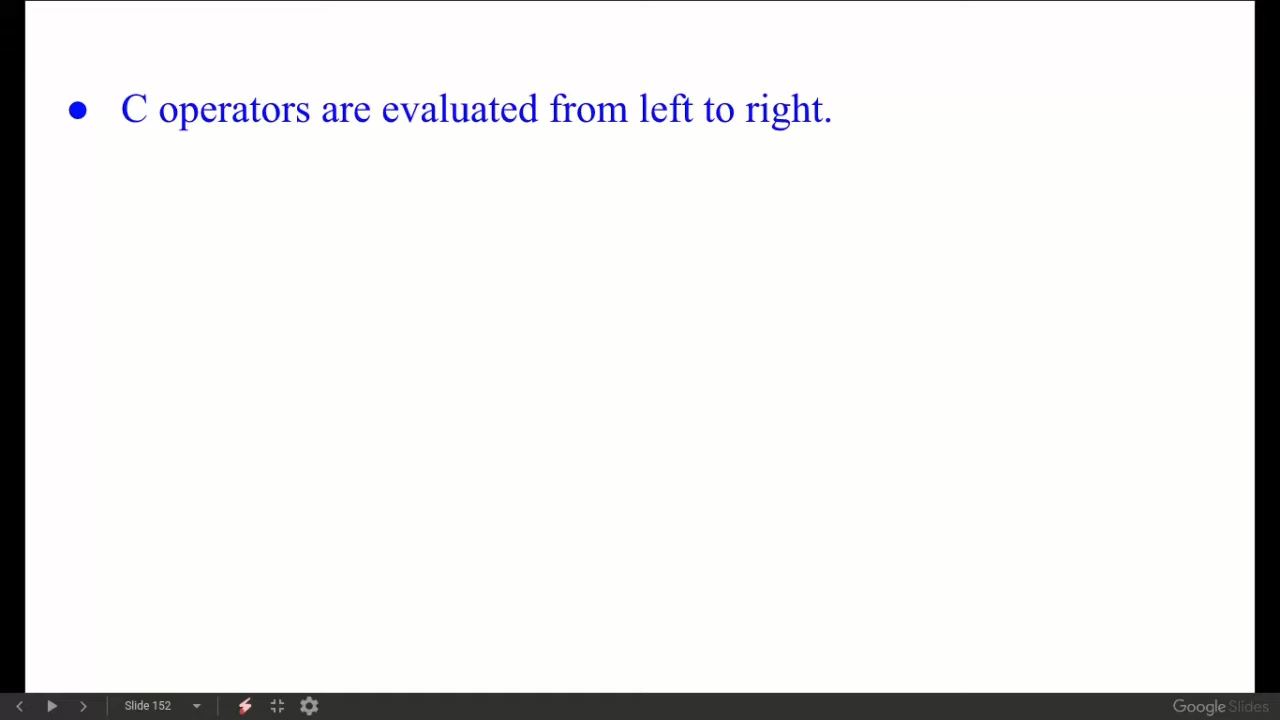 ● C operators are evaluated from left to right.
Slide 152
Google Slides